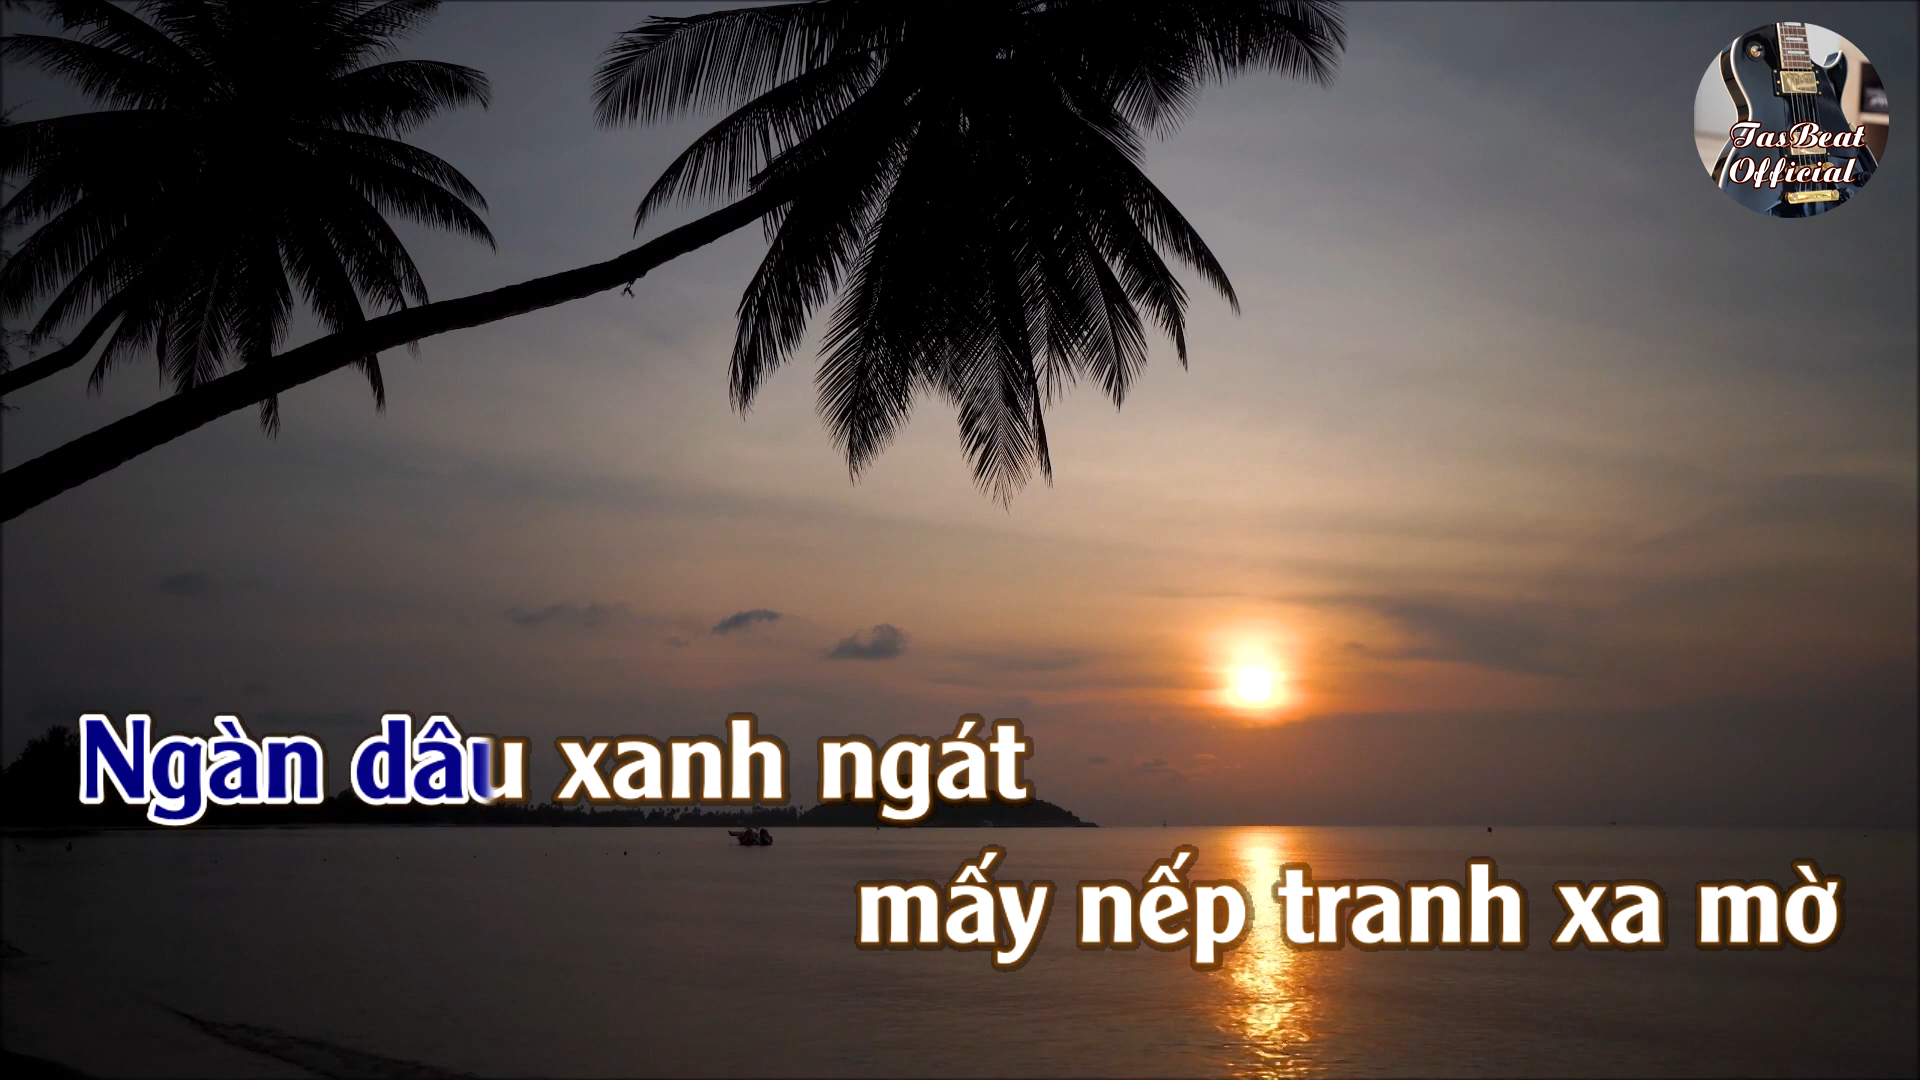 TasBeat
Official
Ngàn dâu xanh ngát
mấy nếp tranh xa mờ